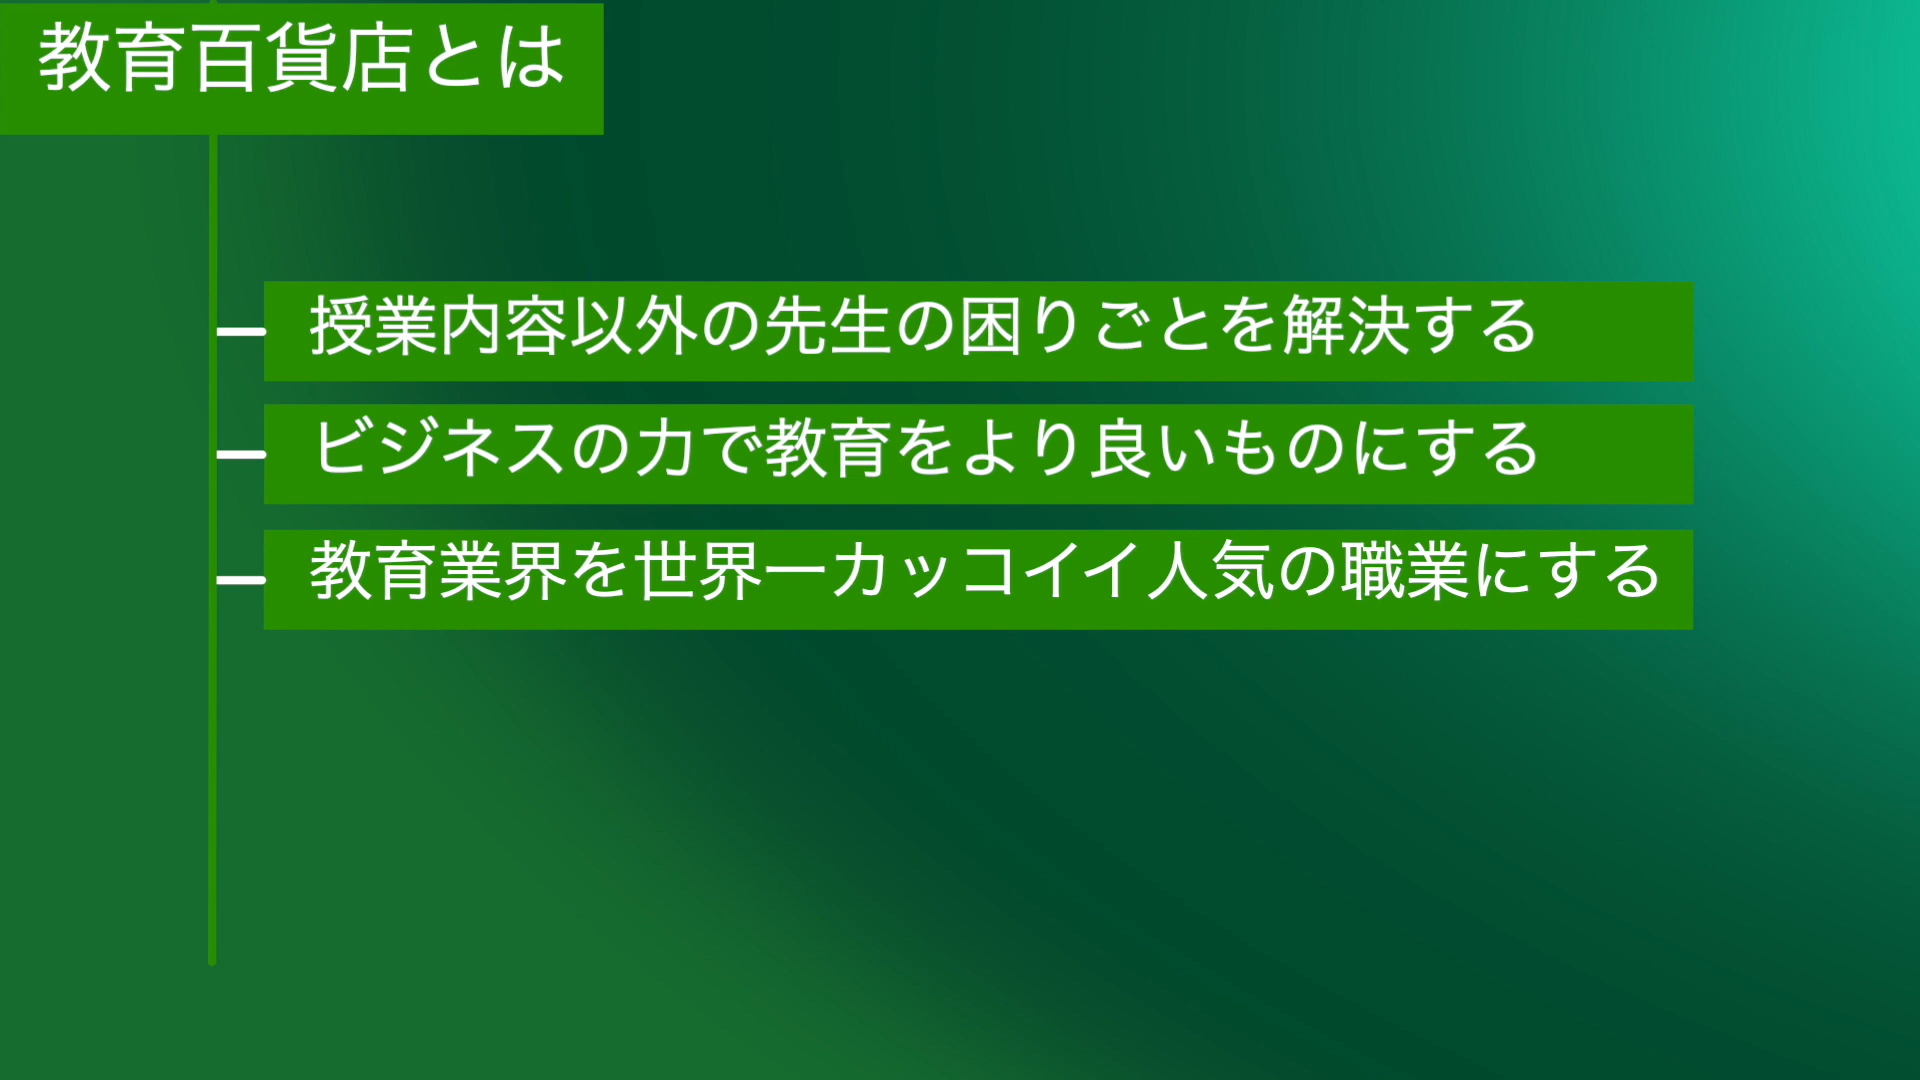 教育百貨店とは
授業内容以外の先生の困りごとを解決する
ビジネスの力で教育をより良いものにする
教育業界を世界一カッコイイ人気の職業にする